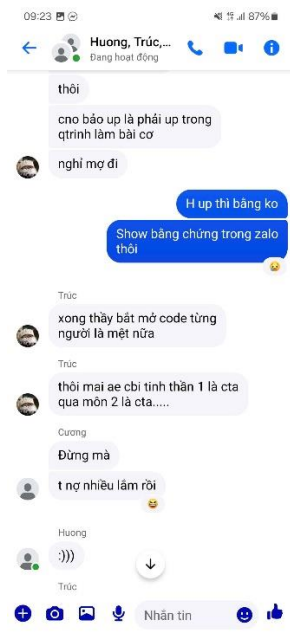 09:23
87%
Huong, Trúc,...
Đang hoạt động
thôi
cno bảo up là phải up trong
qtrinh làm bài cơ
nghỉ mợ đi
H up thì bằng ko
Show bằng chứng trong zalo
thôi
Trúc
xong thầy bắt mở code từng
người là mệt nữa
Trúc
thôi mai ae cbi tinh thần 1 là cta
qua môn 2 là cta.....
Cương
Đừng mà
t nợ nhiều lắm rồi
Huong
:)))
Trúc
Nhắn tin